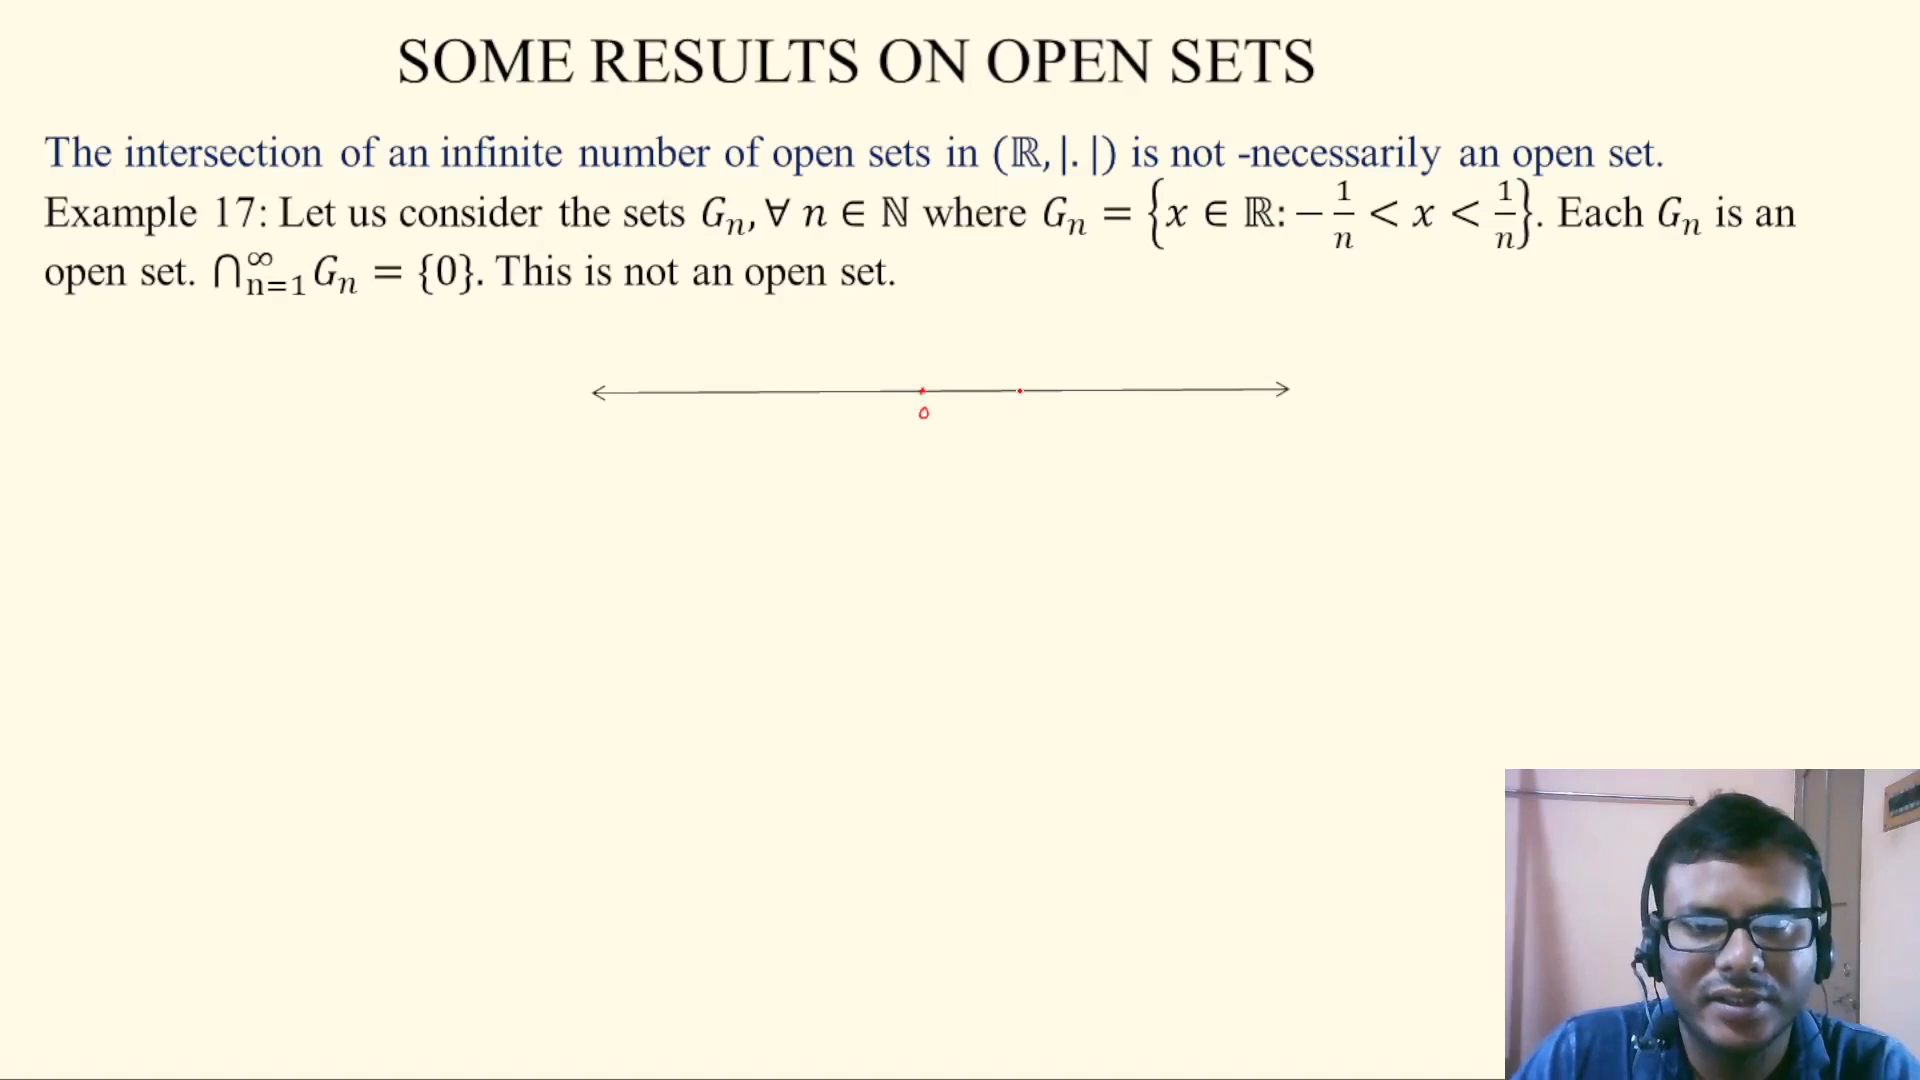 SOME RESULTS ON OPEN SETS
The intersection of an infinite number of open sets in (ℝ, |. |) is not -necessarily an open set.
Example 17: Let us consider the sets Gₙ, ∀ n ∈ ℕ where Gₙ = {x ∈ ℝ: −1/n < x < 1/n}. Each Gₙ is an
open set. ⋂ₙ₌₁^∞ Gₙ = {0}. This is not an open set.
0